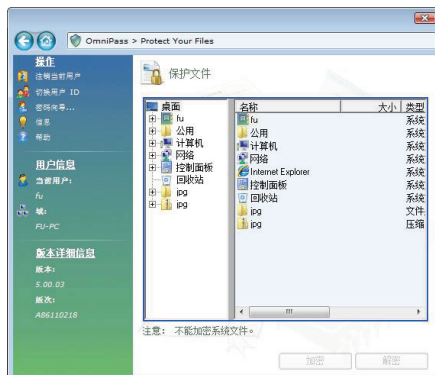 OmniPass > Protect Your Files
操作
注销当前用户
切换用户 ID
密码向导...
信息
帮助
用户信息
当前用户:
fu
域:
FU-PC
版本详细信息
版本:
5.00.03
版次:
AB6110218
保护文件
桌面
fu
公用
计算机
网络
控制面板
回收站
jpg
jpg
名称 大小 类型
fu 系统
公用 系统
计算机 系统
网络 系统
Internet Explorer 系统
控制面板 系统
回收站 系统
jpg 文件
jpg 压缩
注意: 不能加密系统文件。
加密 解密